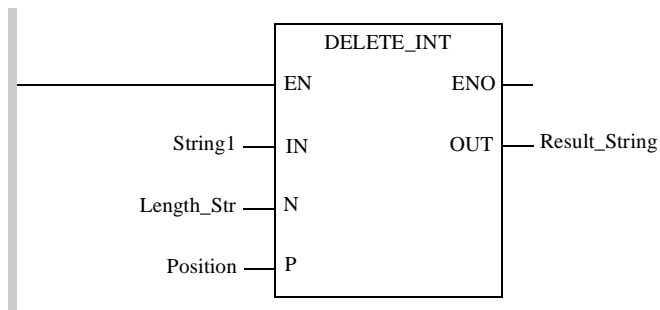 DELETE_INT
EN ENO
String1 IN OUT Result_String
Length_Str N
Position P